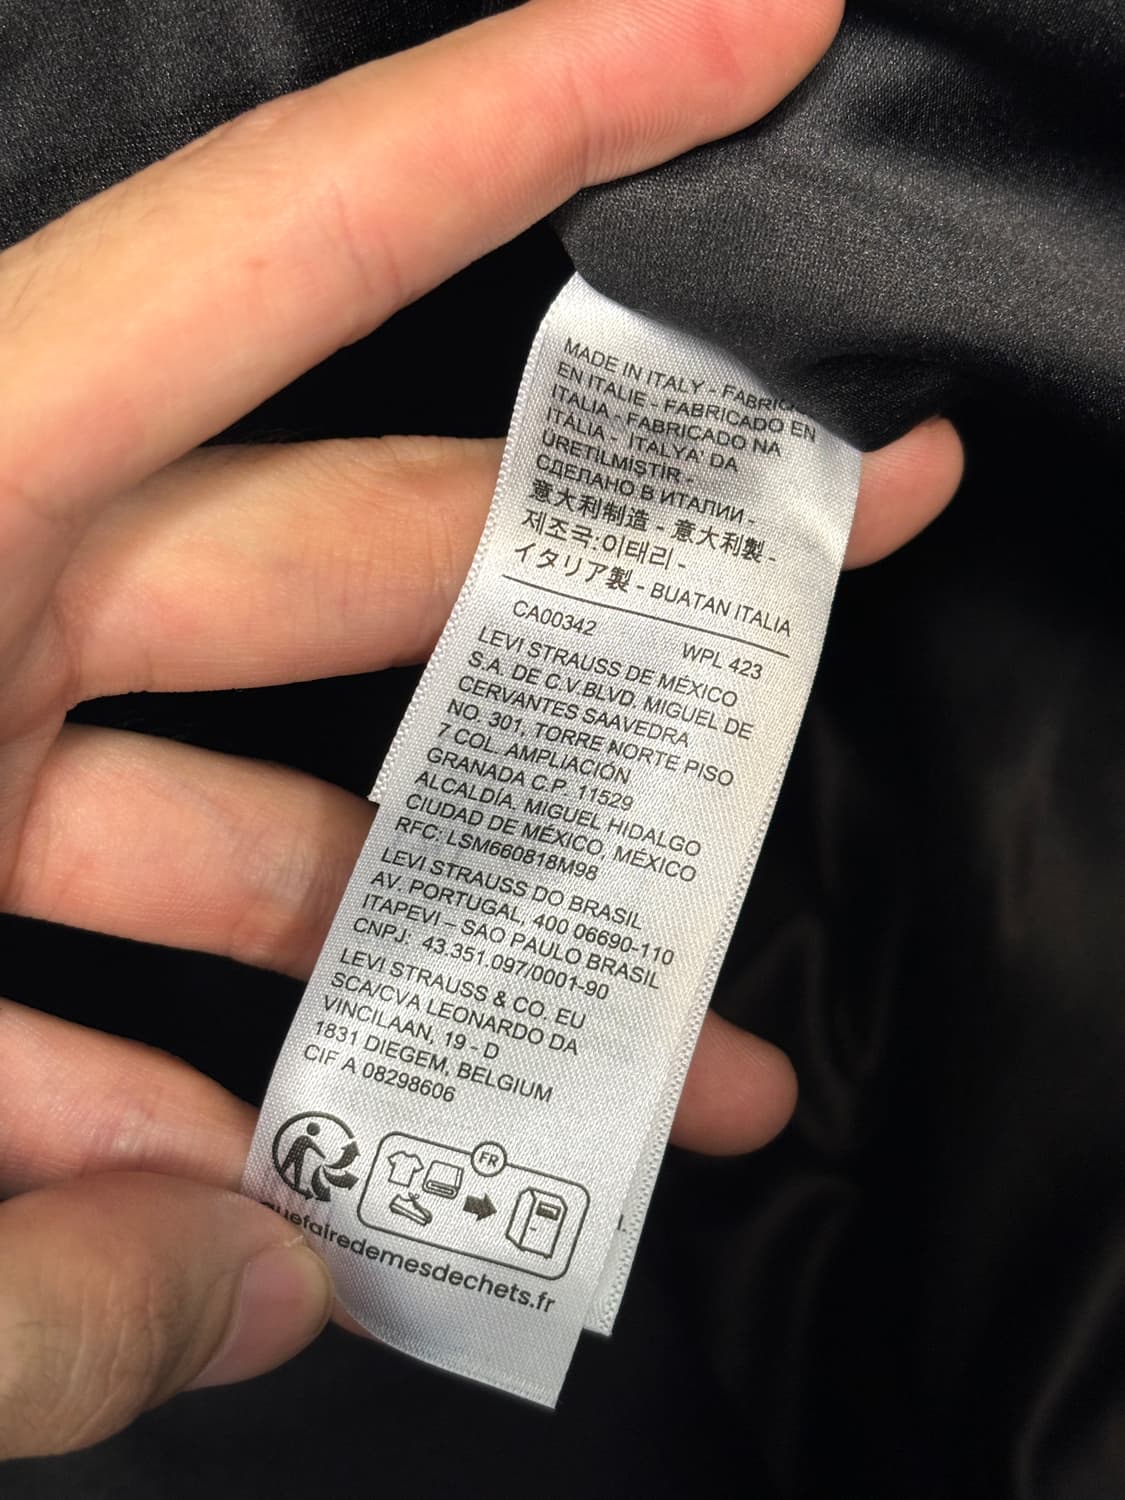 MADE IN ITALY - FABRIQUÉ
EN ITALIE - FABRICADO EN
ITALIA - FABRICADO NA
ITÁLIA - ITALYA' DA
ÜRETİLMİSTİR -
СДЕЛАНО В ИТАЛИИ -
意大利制造 - 意大利製 -
제조국:이태리 -
イタリア製 - BUATAN ITALIA
CA00342 WPL 423
LEVI STRAUSS DE MÉXICO
S.A. DE C.V.BLVD. MIGUEL DE
CERVANTES SAAVEDRA
NO. 301, TORRE NORTE PISO
7 COL. AMPLIACIÓN
GRANADA C.P. 11529
ALCALDÍA. MIGUEL HIDALGO
CIUDAD DE MÉXICO, MÉXICO
RFC: LSM660818M98
LEVI STRAUSS DO BRASIL
AV. PORTUGAL, 400 06690-110
ITAPEVI – SAO PAULO BRASIL
CNPJ: 43.351.097/0001-90
LEVI STRAUSS & CO. EU
SCA/CVA LEONARDO DA
VINCILAAN, 19 - D
1831 DIEGEM, BELGIUM
CIF A 08298606
FR
quefairedemesdechets.fr